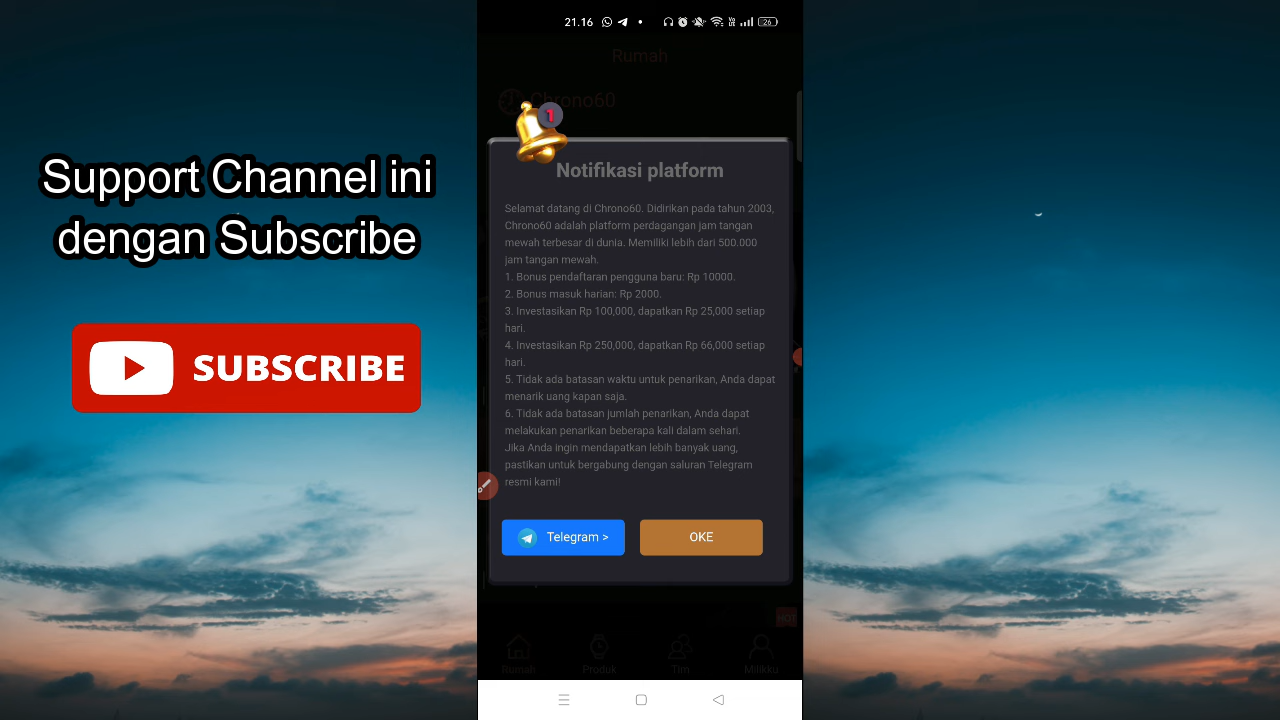 Support Channel ini
dengan Subscribe
SUBSCRIBE
21.16
26
Rumah
Chrono60
1
Notifikasi platform
Selamat datang di Chrono60. Didirikan pada tahun 2003,
Chrono60 adalah platform perdagangan jam tangan
mewah terbesar di dunia. Memiliki lebih dari 500.000
jam tangan mewah.
1. Bonus pendaftaran pengguna baru: Rp 10000.
2. Bonus masuk harian: Rp 2000.
3. Investasikan Rp 100,000, dapatkan Rp 25,000 setiap
hari.
4. Investasikan Rp 250,000, dapatkan Rp 66,000 setiap
hari.
5. Tidak ada batasan waktu untuk penarikan, Anda dapat
menarik uang kapan saja.
6. Tidak ada batasan jumlah penarikan, Anda dapat
melakukan penarikan beberapa kali dalam sehari.
Jika Anda ingin mendapatkan lebih banyak uang,
pastikan untuk bergabung dengan saluran Telegram
resmi kami!
Telegram >
OKE
HOT
Rumah
Produk
Tim
Milikku